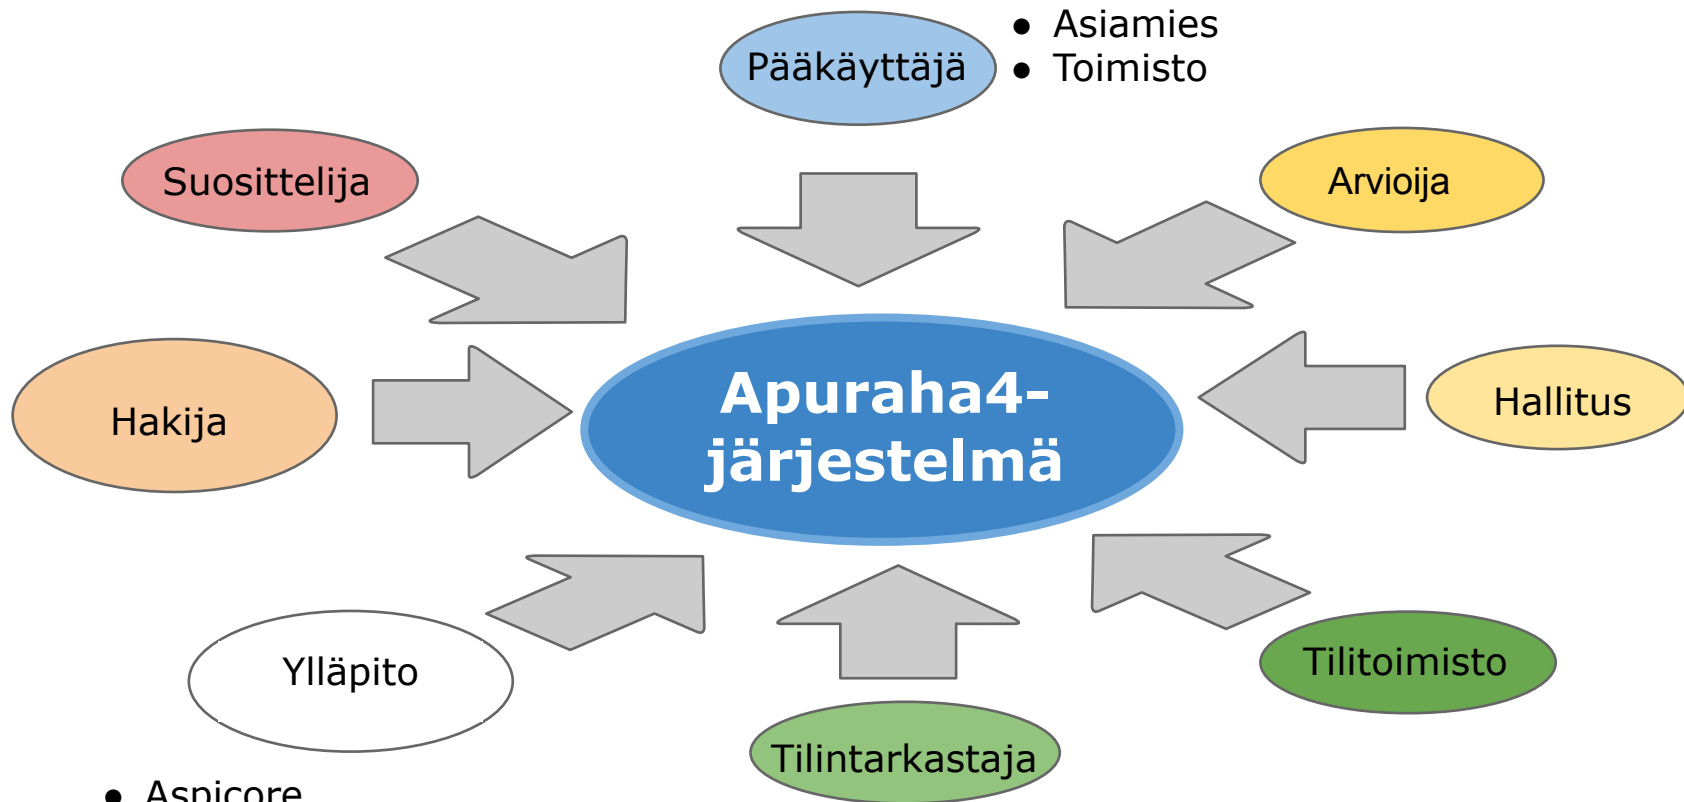 Pääkäyttäjä
● Asiamies
● Toimisto
Suosittelija
Arvioija
Hakija
Apuraha4-
järjestelmä
Hallitus
Ylläpito
Tilitoimisto
Tilintarkastaja
● Aspicore